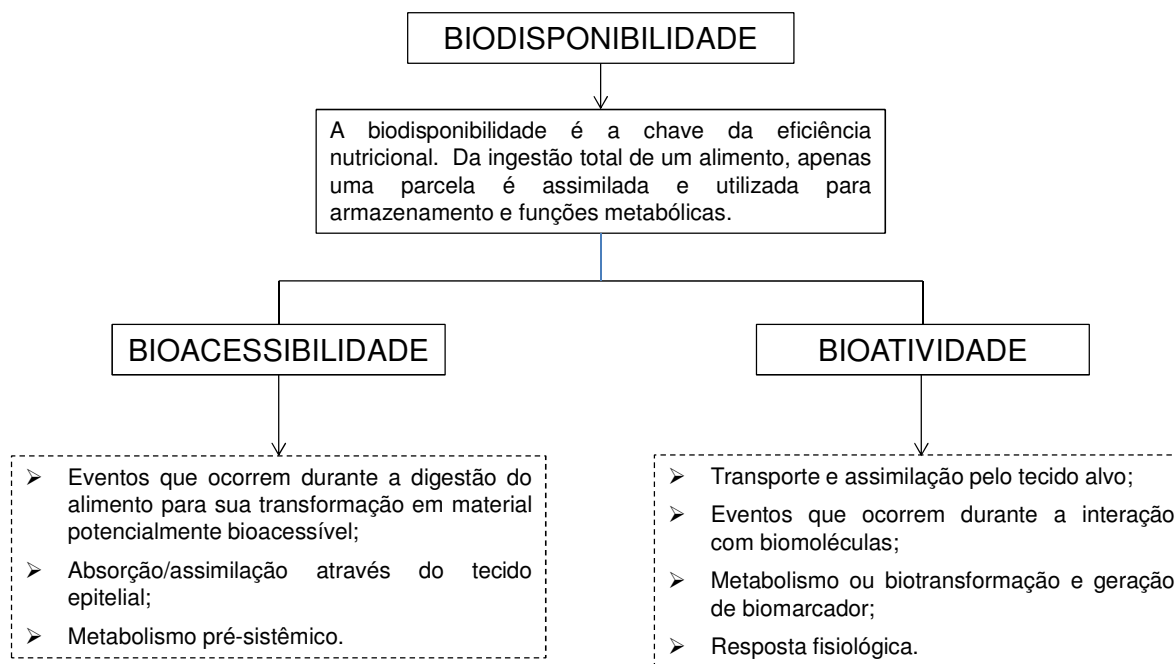 BIODISPONIBILIDADE
A biodisponibilidade é a chave da eficiência
nutricional. Da ingestão total de um alimento, apenas
uma parcela é assimilada e utilizada para
armazenamento e funções metabólicas.
BIOACESSIBILIDADE
➢ Eventos que ocorrem durante a digestão do
alimento para sua transformação em material
potencialmente bioacessível;
➢ Absorção/assimilação através do tecido
epitelial;
➢ Metabolismo pré-sistêmico.
BIOATIVIDADE
➢ Transporte e assimilação pelo tecido alvo;
➢ Eventos que ocorrem durante a interação
com biomoléculas;
➢ Metabolismo ou biotransformação e geração
de biomarcador;
➢ Resposta fisiológica.